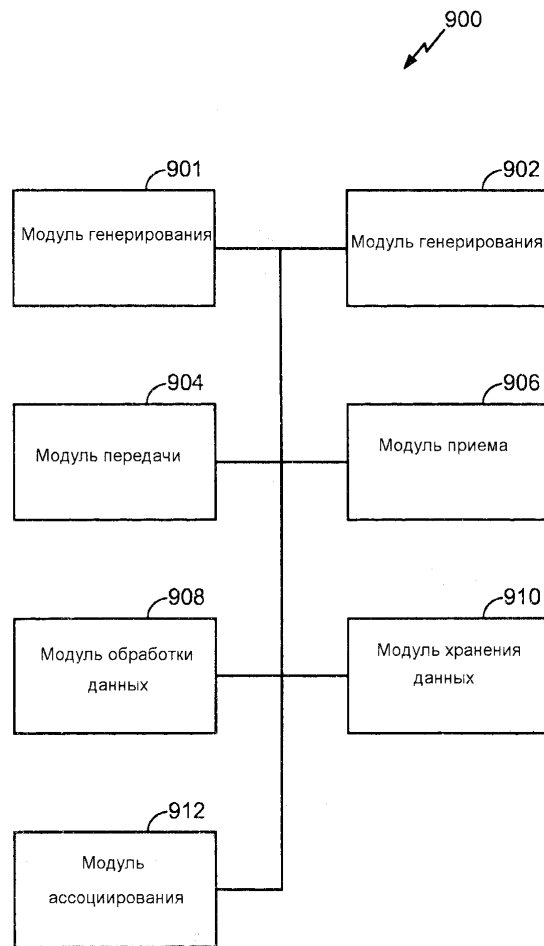 900
901
902
Модуль генерирования
Модуль генерирования
904
906
Модуль передачи
Модуль приема
908
910
Модуль обработки
данных
Модуль хранения
данных
912
Модуль
ассоциирования